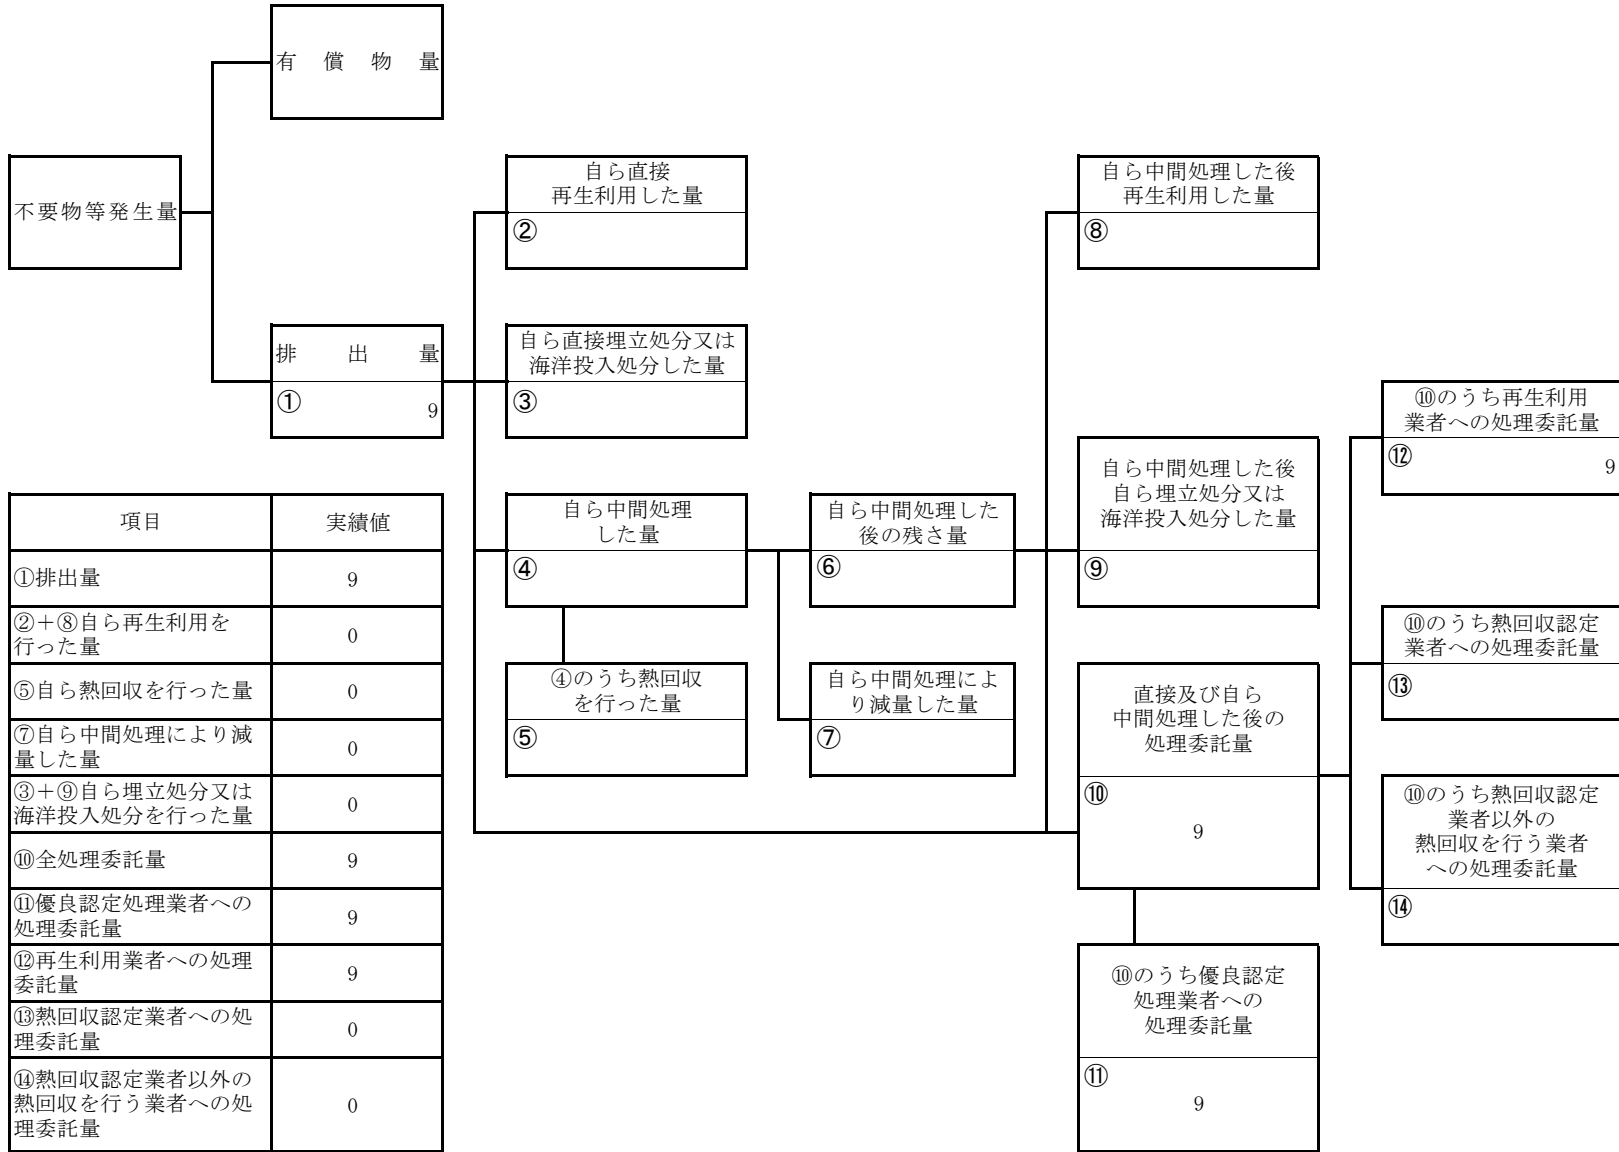 有償物量
不要物等発生量
排出量
①
9
自ら直接
再生利用した量
②
自ら直接埋立処分又は
海洋投入処分した量
③
自ら中間処理
した量
④
④のうち熱回収
を行った量
⑤
自ら中間処理した
後の残さ量
⑥
自ら中間処理によ
り減量した量
⑦
自ら中間処理した後
再生利用した量
⑧
自ら中間処理した後
自ら埋立処分又は
海洋投入処分した量
⑨
直接及び自ら
中間処理した後の
処理委託量
⑩
9
⑩のうち優良認定
処理業者への
処理委託量
⑪
9
⑩のうち再生利用
業者への処理委託量
⑫
9
⑩のうち熱回収認定
業者への処理委託量
⑬
⑩のうち熱回収認定
業者以外の
熱回収を行う業者
への処理委託量
⑭
項目 実績値
①排出量 9
②＋⑧自ら再生利用を
行った量 0
⑤自ら熱回収を行った量 0
⑦自ら中間処理により減
量した量 0
③＋⑨自ら埋立処分又は
海洋投入処分を行った量 0
⑩全処理委託量 9
⑪優良認定処理業者への
処理委託量 9
⑫再生利用業者への処理
委託量 9
⑬熱回収認定業者への処
理委託量 0
⑭熱回収認定業者以外の
熱回収を行う業者への処
理委託量 0